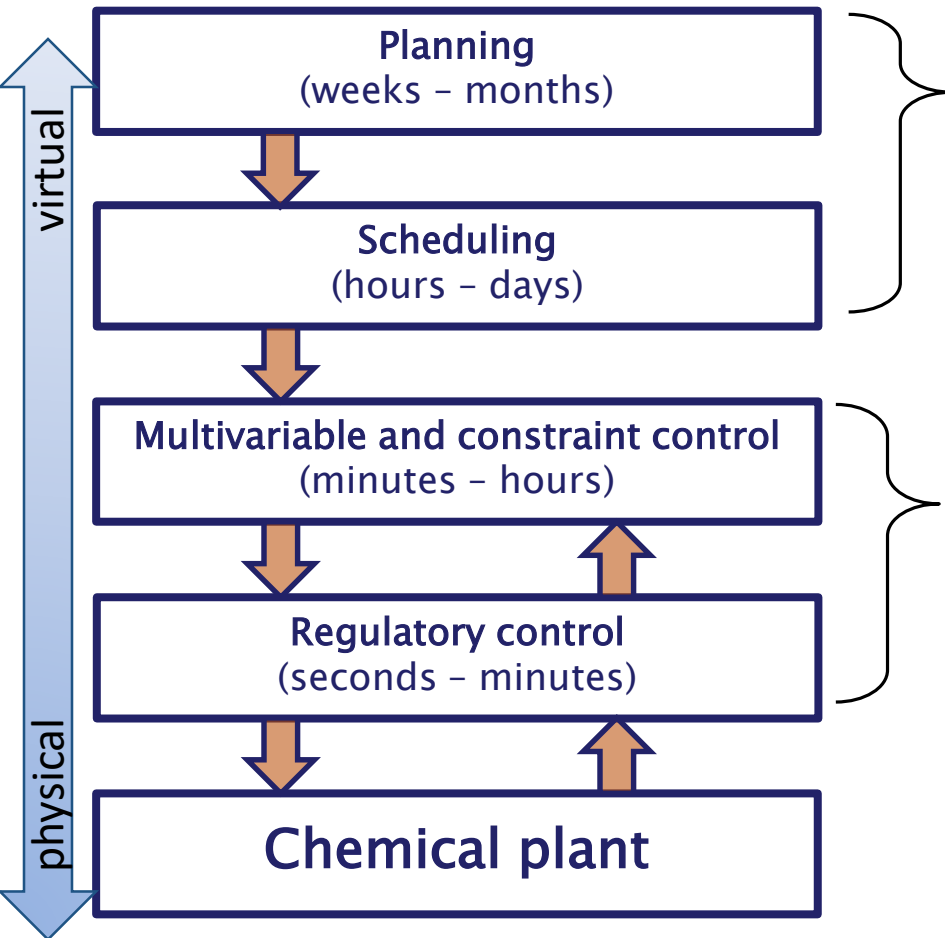 Planning
(weeks – months)
virtual
Scheduling
(hours – days)
Multivariable and constraint control
(minutes – hours)
Regulatory control
(seconds – minutes)
physical
Chemical plant